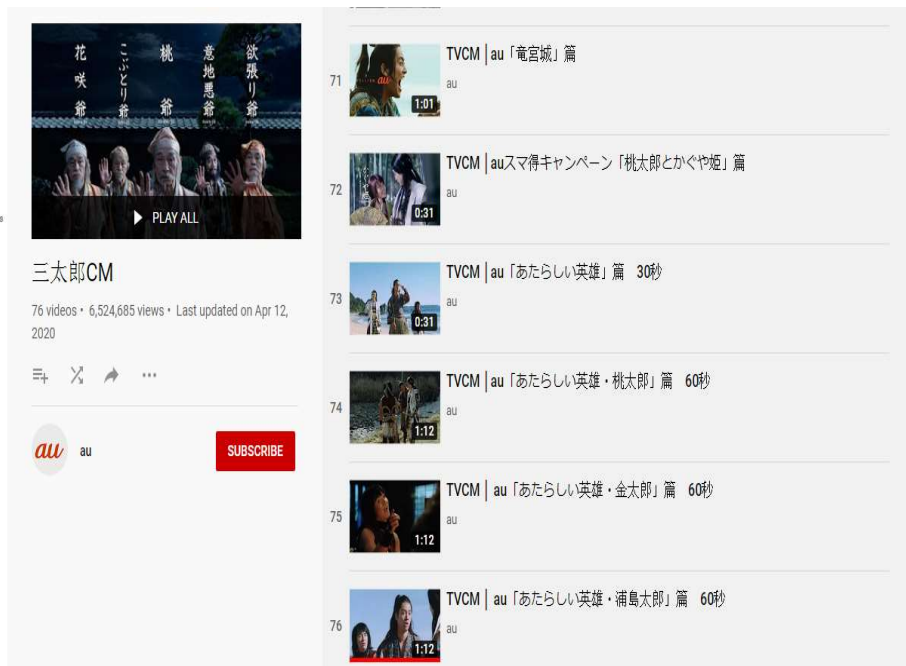 花咲爺
こぶとり爺
桃爺
意地悪爺
欲張り爺
PLAY ALL
三太郎CM
76 videos • 6,524,685 views • Last updated on Apr 12,
2020
au
au
SUBSCRIBE
71
1:01
TVCM | au「竜宮城」篇
au
72
0:31
TVCM | auスマ得キャンペーン「桃太郎とかぐや姫」篇
au
73
0:31
TVCM | au「あたらしい英雄」篇　30秒
au
74
1:12
TVCM | au「あたらしい英雄・桃太郎」篇　60秒
au
75
1:12
TVCM | au「あたらしい英雄・金太郎」篇　60秒
au
76
1:12
TVCM | au「あたらしい英雄・浦島太郎」篇　60秒
au